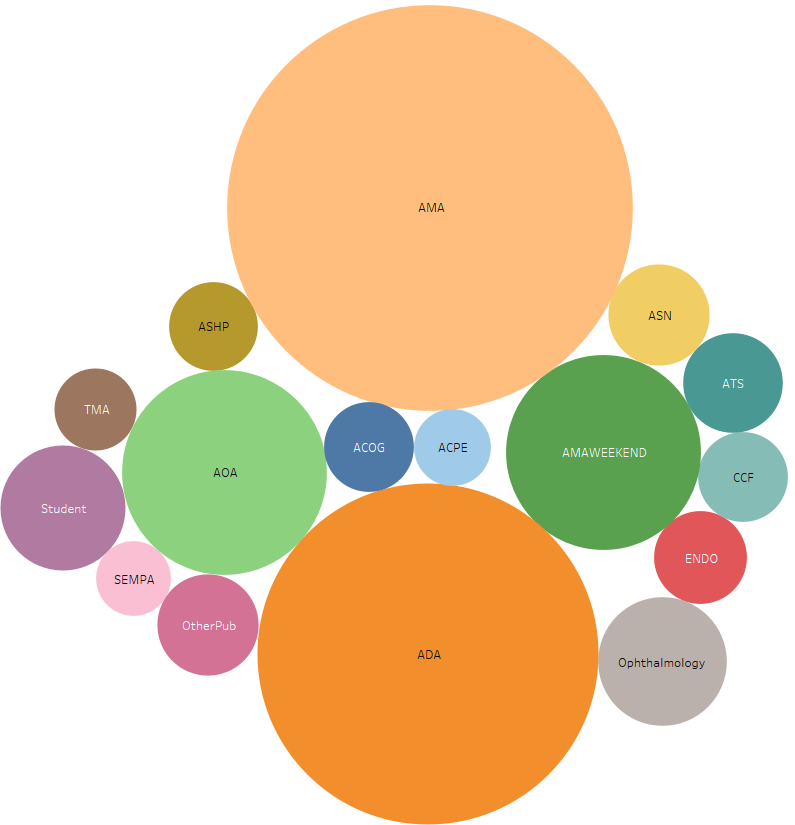 AMA
ASN
ASHP
ATS
TMA
ACOG
ACPE
AMAWEEKEND
AOA
CCF
Student
ENDO
SEMPA
OtherPub
ADA
Ophthalmology